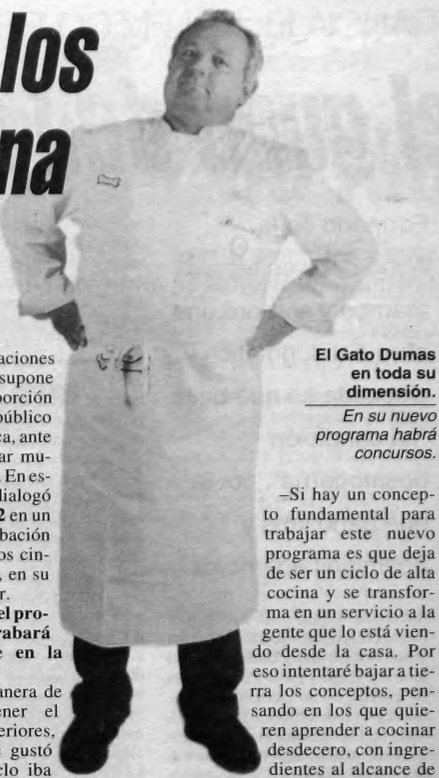 los
na
aciones
supone
porción
público
ca, ante
ar mu-
. En es-
dialogó
2 en un
bación
os cin-
, en su
r.
el pro-
rabará
e en la
anera de
ener el
eriores,
e gustó
clo iba
El Gato Dumas
en toda su
dimensión.
En su nuevo
programa habrá
concursos.
–Si hay un concep-
to fundamental para
trabajar este nuevo
programa es que deja
de ser un ciclo de alta
cocina y se transfor-
ma en un servicio a la
gente que lo está vien-
do desde la casa. Por
eso intentaré bajar a tie-
rra los conceptos, pen-
sando en los que quie-
ren aprender a cocinar
desdecero, con ingre-
dientes al alcance de